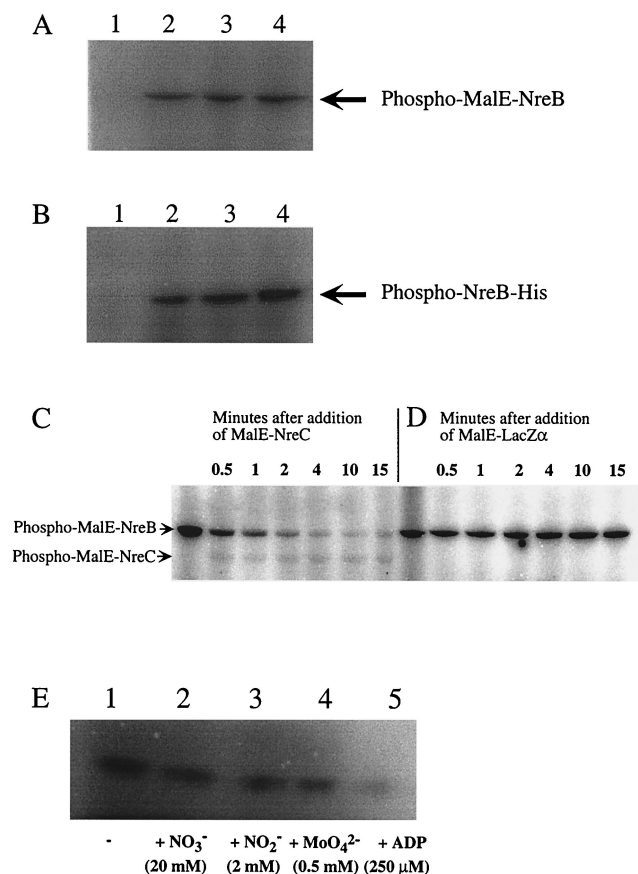 A 1 2 3 4
Phospho-MalE-NreB
B 1 2 3 4
Phospho-NreB-His
C Minutes after addition of MalE-NreC
0.5 1 2 4 10 15
D Minutes after addition of MalE-LacZα
0.5 1 2 4 10 15
Phospho-MalE-NreB
Phospho-MalE-NreC
E 1 2 3 4 5
- + NO₃⁻ + NO₂⁻ + MoO₄²⁻ + ADP
(20 mM) (2 mM) (0.5 mM) (250 μM)